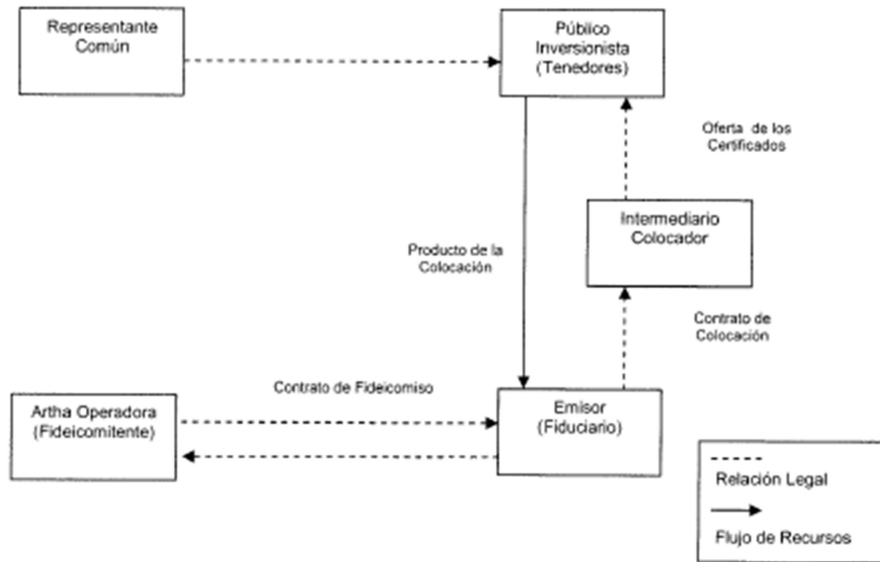 Representante
Común
Público
Inversionista
(Tenedores)
Oferta de los
Certificados
Intermediario
Colocador
Producto de la
Colocación
Contrato de
Colocación
Contrato de Fideicomiso
Artha Operadora
(Fideicomitente)
Emisor
(Fiduciario)
Relación Legal
Flujo de Recursos